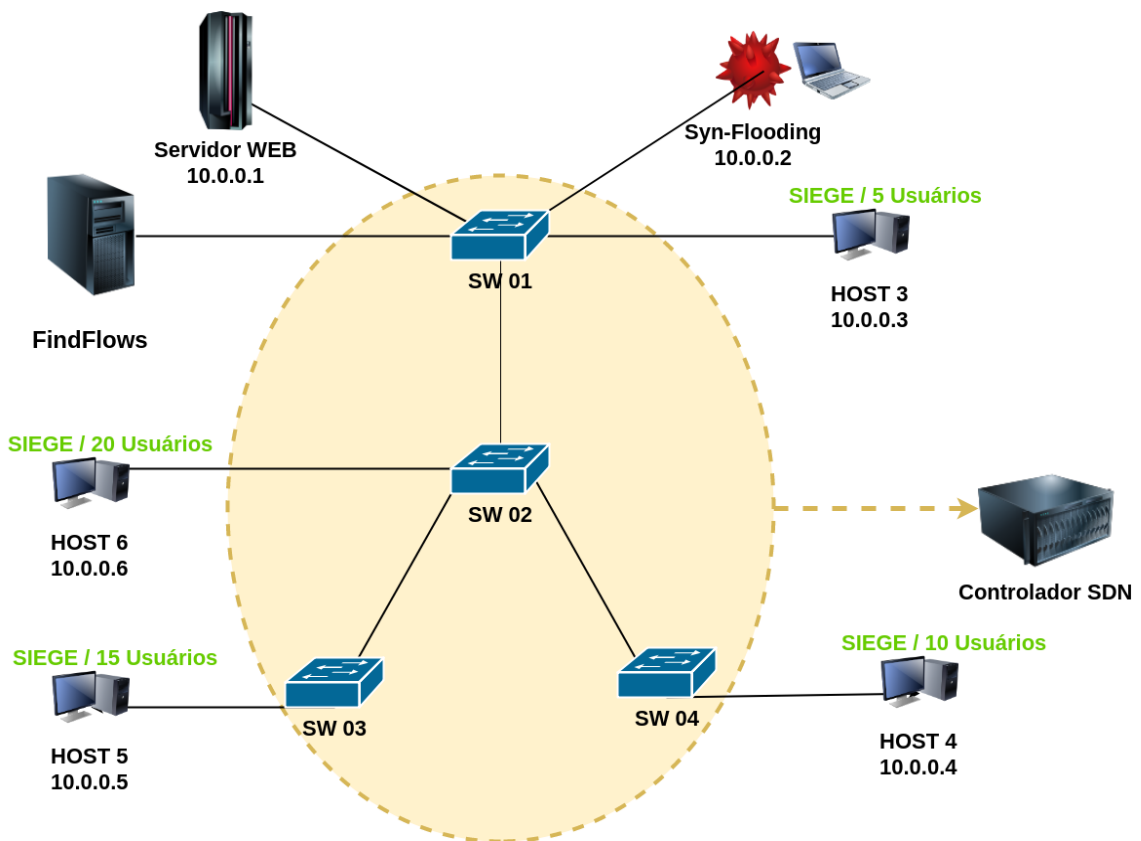 Servidor WEB
10.0.0.1
Syn-Flooding
10.0.0.2
SIEGE / 5 Usuários
SW 01
HOST 3
10.0.0.3
FindFlows
SIEGE / 20 Usuários
SW 02
HOST 6
10.0.0.6
Controlador SDN
SIEGE / 15 Usuários
SIEGE / 10 Usuários
SW 03
SW 04
HOST 5
10.0.0.5
HOST 4
10.0.0.4